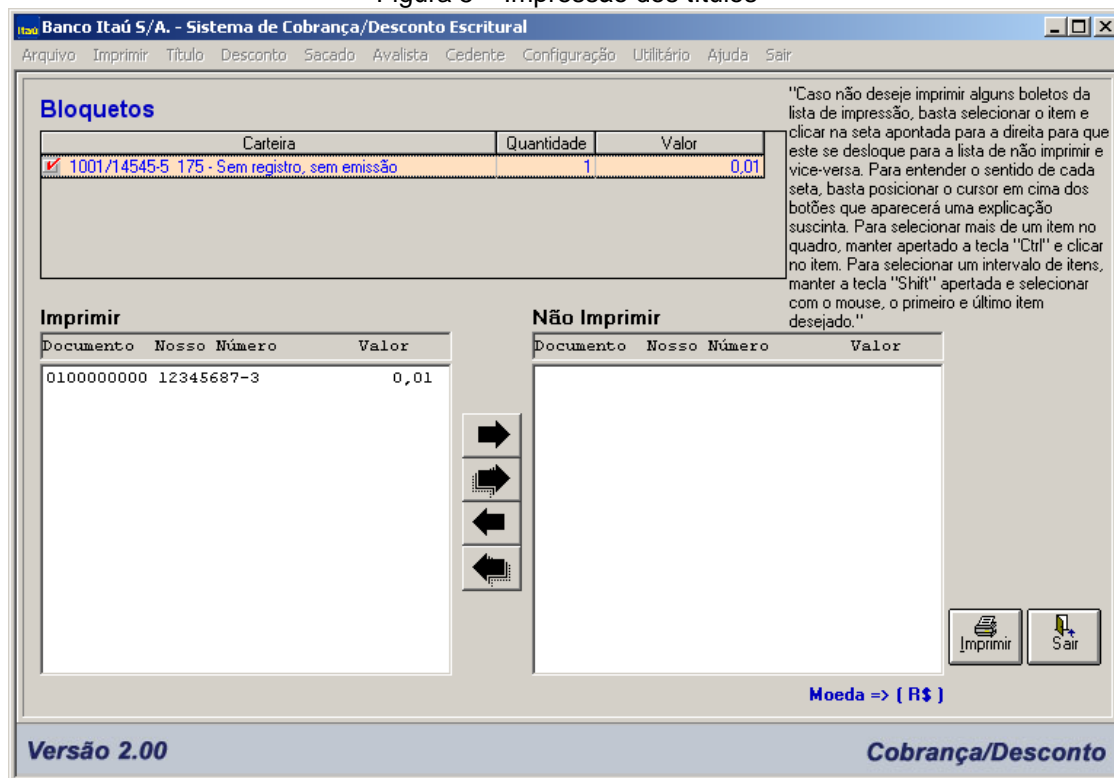 Figura 3 – Impressão dos títulos
Itaú Banco Itaú S/A. - Sistema de Cobrança/Desconto Escritural
Arquivo Imprimir Título Desconto Sacado Avalista Cedente Configuração Utilitário Ajuda Sair
Bloquetos
Carteira Quantidade Valor
1001/14545-5 175 - Sem registro, sem emissão 1 0,01
"Caso não deseje imprimir alguns boletos da
lista de impressão, basta selecionar o item e
clicar na seta apontada para a direita para que
este se desloque para a lista de não imprimir e
vice-versa. Para entender o sentido de cada
seta, basta posicionar o cursor em cima dos
botões que aparecerá uma explicação
suscinta. Para selecionar mais de um item no
quadro, manter apertado a tecla "Ctrl" e clicar
no item. Para selecionar um intervalo de itens,
manter a tecla "Shift" apertada e selecionar
com o mouse, o primeiro e último item
desejado."
Imprimir
Documento Nosso Número Valor
0100000000 12345687-3 0,01
Não Imprimir
Documento Nosso Número Valor
Imprimir
Sair
Moeda => ( R$ )
Versão 2.00
Cobrança/Desconto